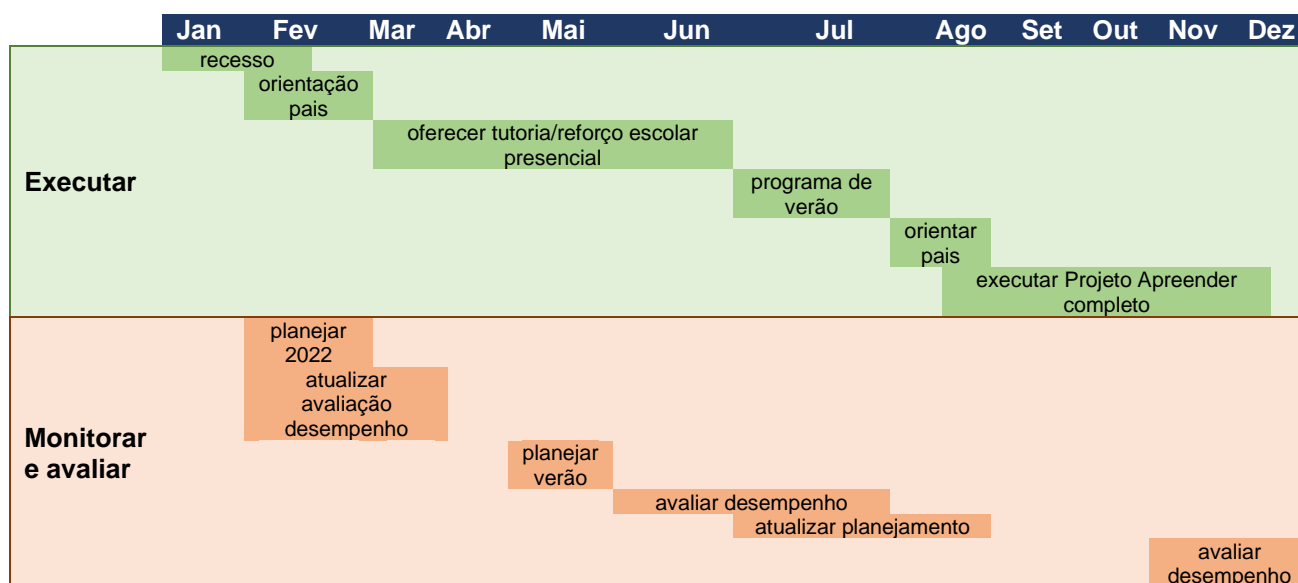 Jan Fev Mar Abr Mai Jun Jul Ago Set Out Nov Dez
Executar
recesso
orientação
pais
oferecer tutoria/reforço escolar
presencial
programa de
verão
orientar
pais
executar Projeto Apreender
completo
Monitorar
e avaliar
planejar
2022
atualizar
avaliação
desempenho
planejar
verão
avaliar desempenho
atualizar planejamento
avaliar
desempenho